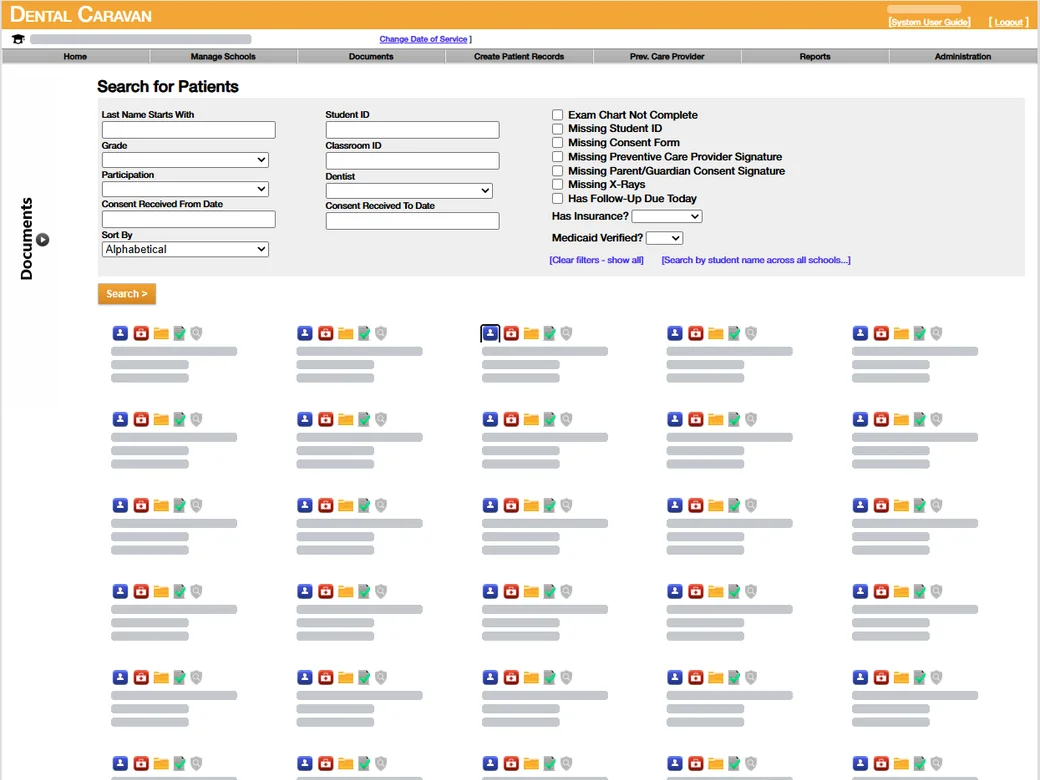 DENTAL CARAVAN
[System User Guide] [ Logout ]
Change Date of Service ]
Home Manage Schools Documents Create Patient Records Prev. Care Provider Reports Administration
Documents
Search for Patients
Last Name Starts With
Grade
Participation
Consent Received From Date
Sort By
Alphabetical
Student ID
Classroom ID
Dentist
Consent Received To Date
Exam Chart Not Complete
Missing Student ID
Missing Consent Form
Missing Preventive Care Provider Signature
Missing Parent/Guardian Consent Signature
Missing X-Rays
Has Follow-Up Due Today
Has Insurance?
Medicaid Verified?
[Clear filters - show all] [Search by student name across all schools...]
Search >